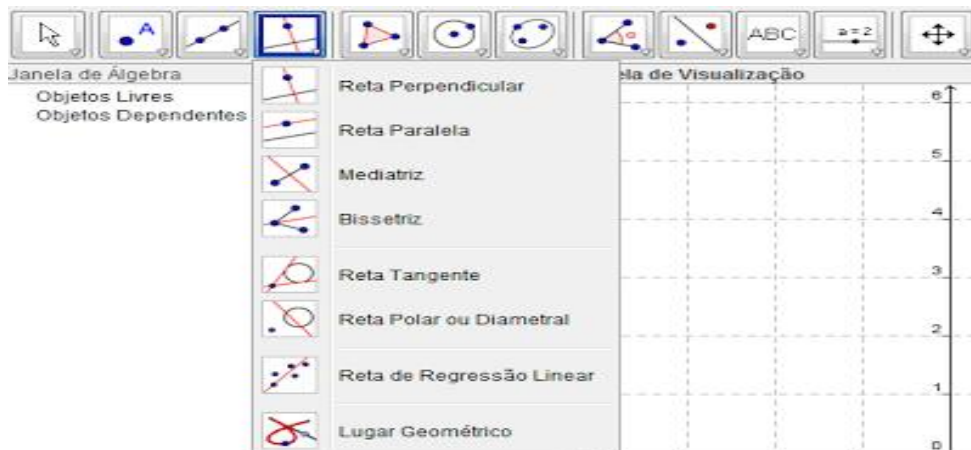 A
ABC
a=2
Janela de Álgebra
ela de Visualização
Objetos Livres
Objetos Dependentes
Reta Perpendicular
Reta Paralela
Mediatriz
Bissetriz
Reta Tangente
Reta Polar ou Diametral
Reta de Regressão Linear
Lugar Geométrico
6
5
4
3
2
1